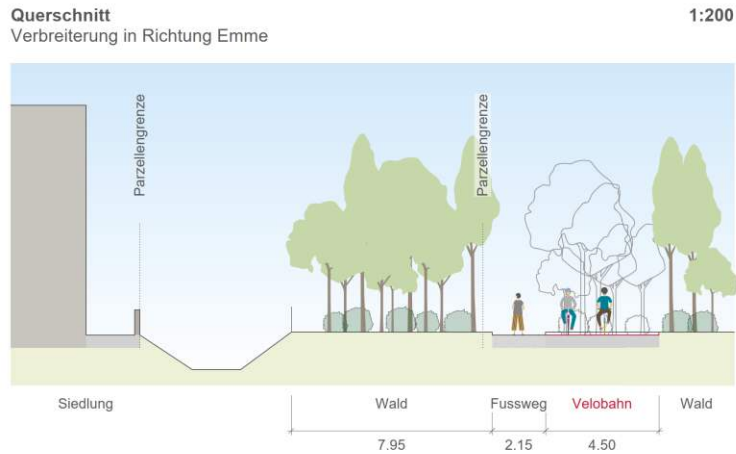 Querschnitt
1:200
Verbreiterung in Richtung Emme
Parzellengrenze
Parzellengrenze
Siedlung
Wald
Fussweg
Velobahn
Wald
7.95
2.15
4.50